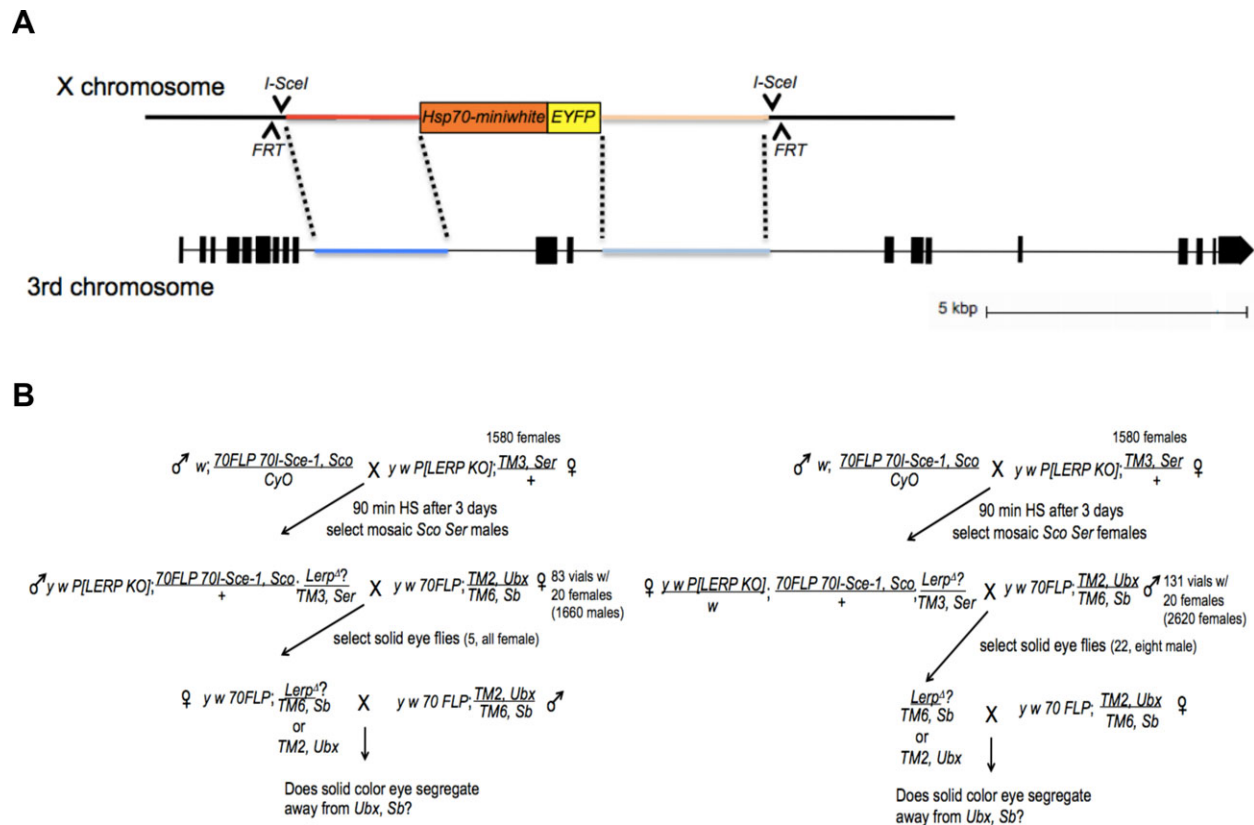 A
X chromosome
I-SceI
I-SceI
Hsp70-miniwhite
EYFP
FRT
FRT
3rd chromosome
5 kbp
B
1580 females
♂ w; 70FLP 70I-Sce-1, Sco X y w P[LERP KO]; TM3, Ser ♀
CyO +
90 min HS after 3 days
select mosaic Sco Ser males
♂ y w P[LERP KO]; 70FLP 70I-Sce-1, Sco; LerpΔ? X y w 70FLP; TM2, Ubx ♀ 83 vials w/
+ TM3, Ser TM6, Sb 20 females
(1660 males)
select solid eye flies (5, all female)
♀ y w 70FLP; LerpΔ? X y w 70 FLP; TM2, Ubx ♂
TM6, Sb TM6, Sb
or
TM2, Ubx
Does solid color eye segregate
away from Ubx, Sb?
1580 females
♂ w; 70FLP 70I-Sce-1, Sco X y w P[LERP KO]; TM3, Ser ♀
CyO +
90 min HS after 3 days
select mosaic Sco Ser females
♀ y w P[LERP KO]; 70FLP 70I-Sce-1, Sco; LerpΔ? X y w 70FLP; TM2, Ubx ♂ 131 vials w/
w + TM3, Ser TM6, Sb 20 females
(2620 females)
select solid eye flies (22, eight male)
LerpΔ? X y w 70 FLP; TM2, Ubx ♀
TM6, Sb TM6, Sb
or
TM2, Ubx
Does solid color eye segregate
away from Ubx, Sb?